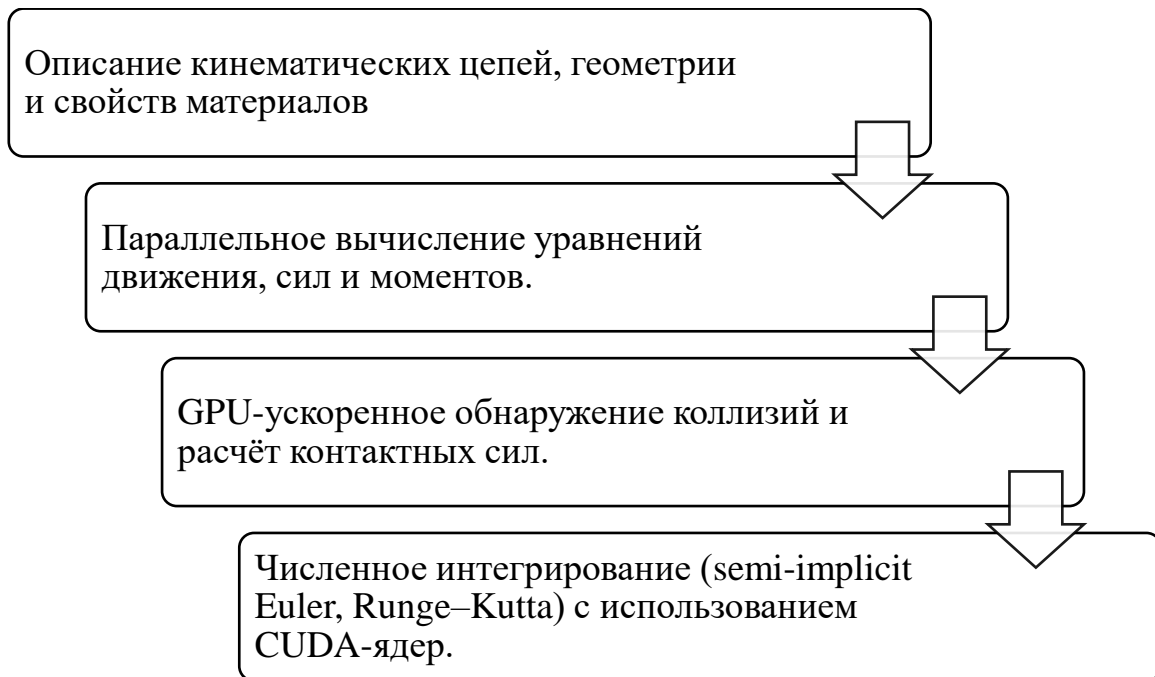 Описание кинематических цепей, геометрии
и свойств материалов
Параллельное вычисление уравнений
движения, сил и моментов.
GPU-ускоренное обнаружение коллизий и
расчёт контактных сил.
Численное интегрирование (semi-implicit
Euler, Runge–Kutta) с использованием
CUDA-ядер.